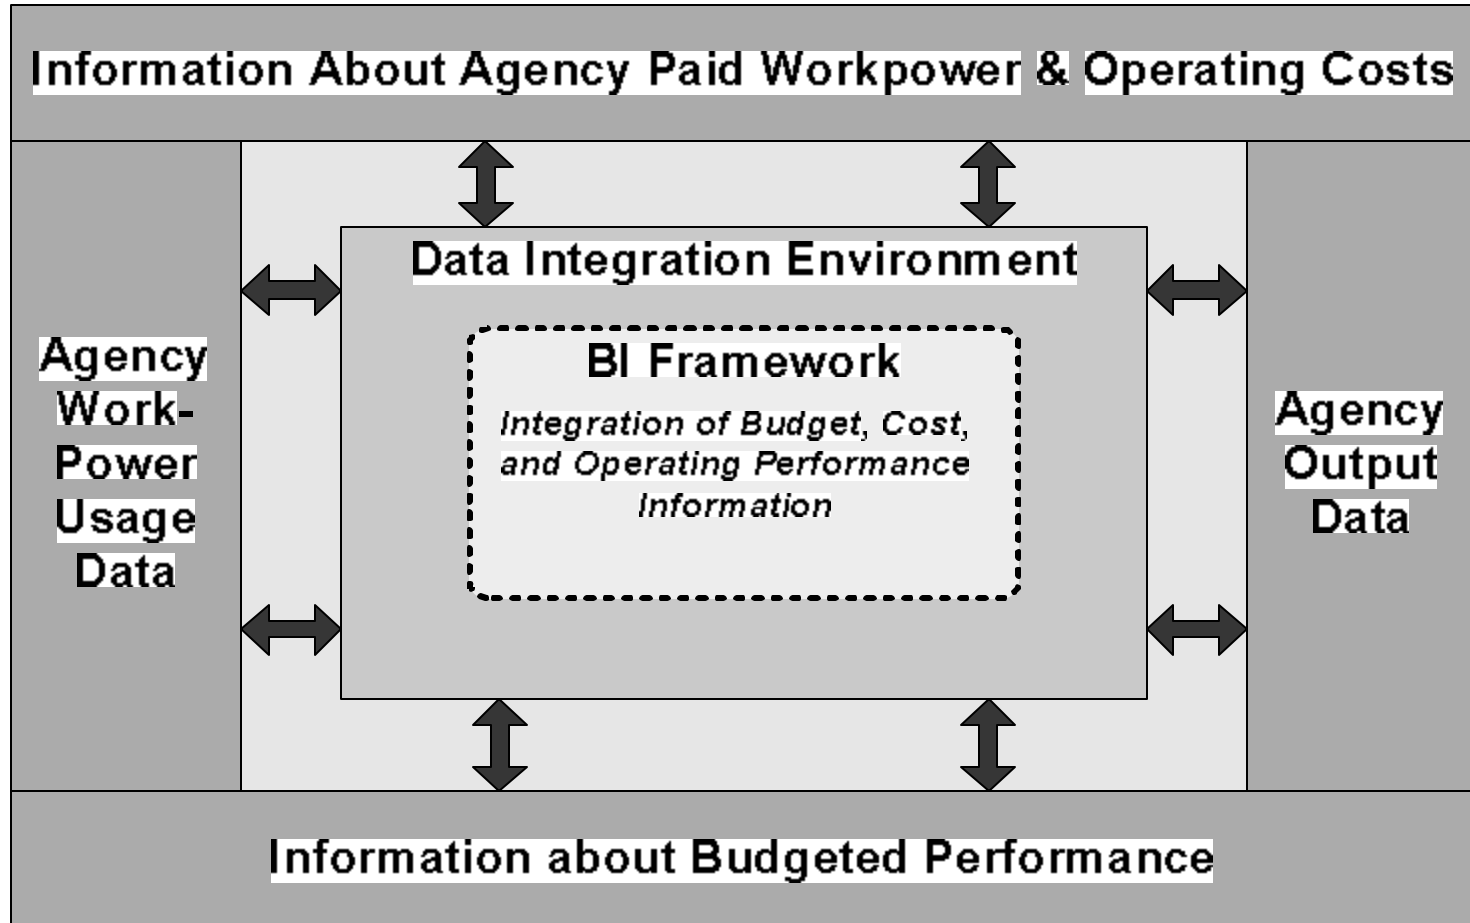 Information About Agency Paid Workpower & Operating Costs
Data Integration Environment
BI Framework
Integration of Budget, Cost,
and Operating Performance
Information
Agency
Work-
Power
Usage
Data
Agency
Output
Data
Information about Budgeted Performance